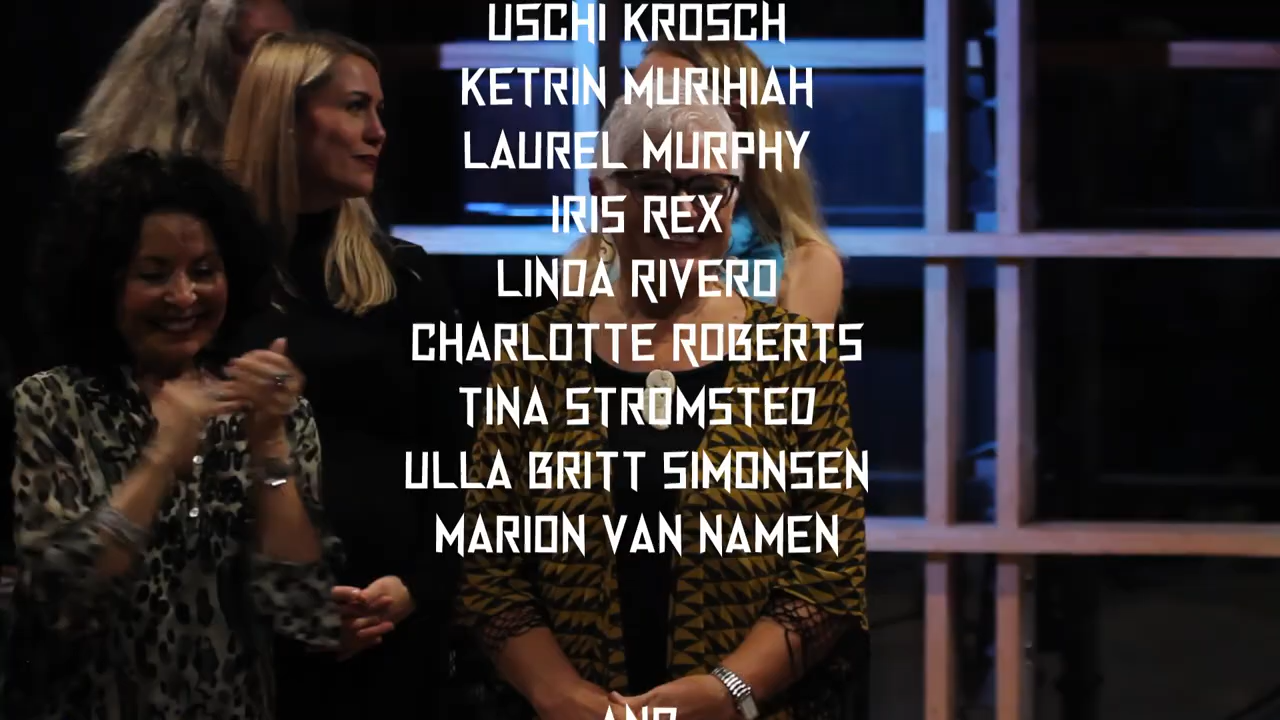 USCHI KROSCH
KETRIN MURIHIAH
LAUREL MURPHY
IRIS REX
LINDA RIVERO
CHARLOTTE ROBERTS
TINA STROMSTED
ULLA BRITT SIMONSEN
MARION VAN NAMEN
AND